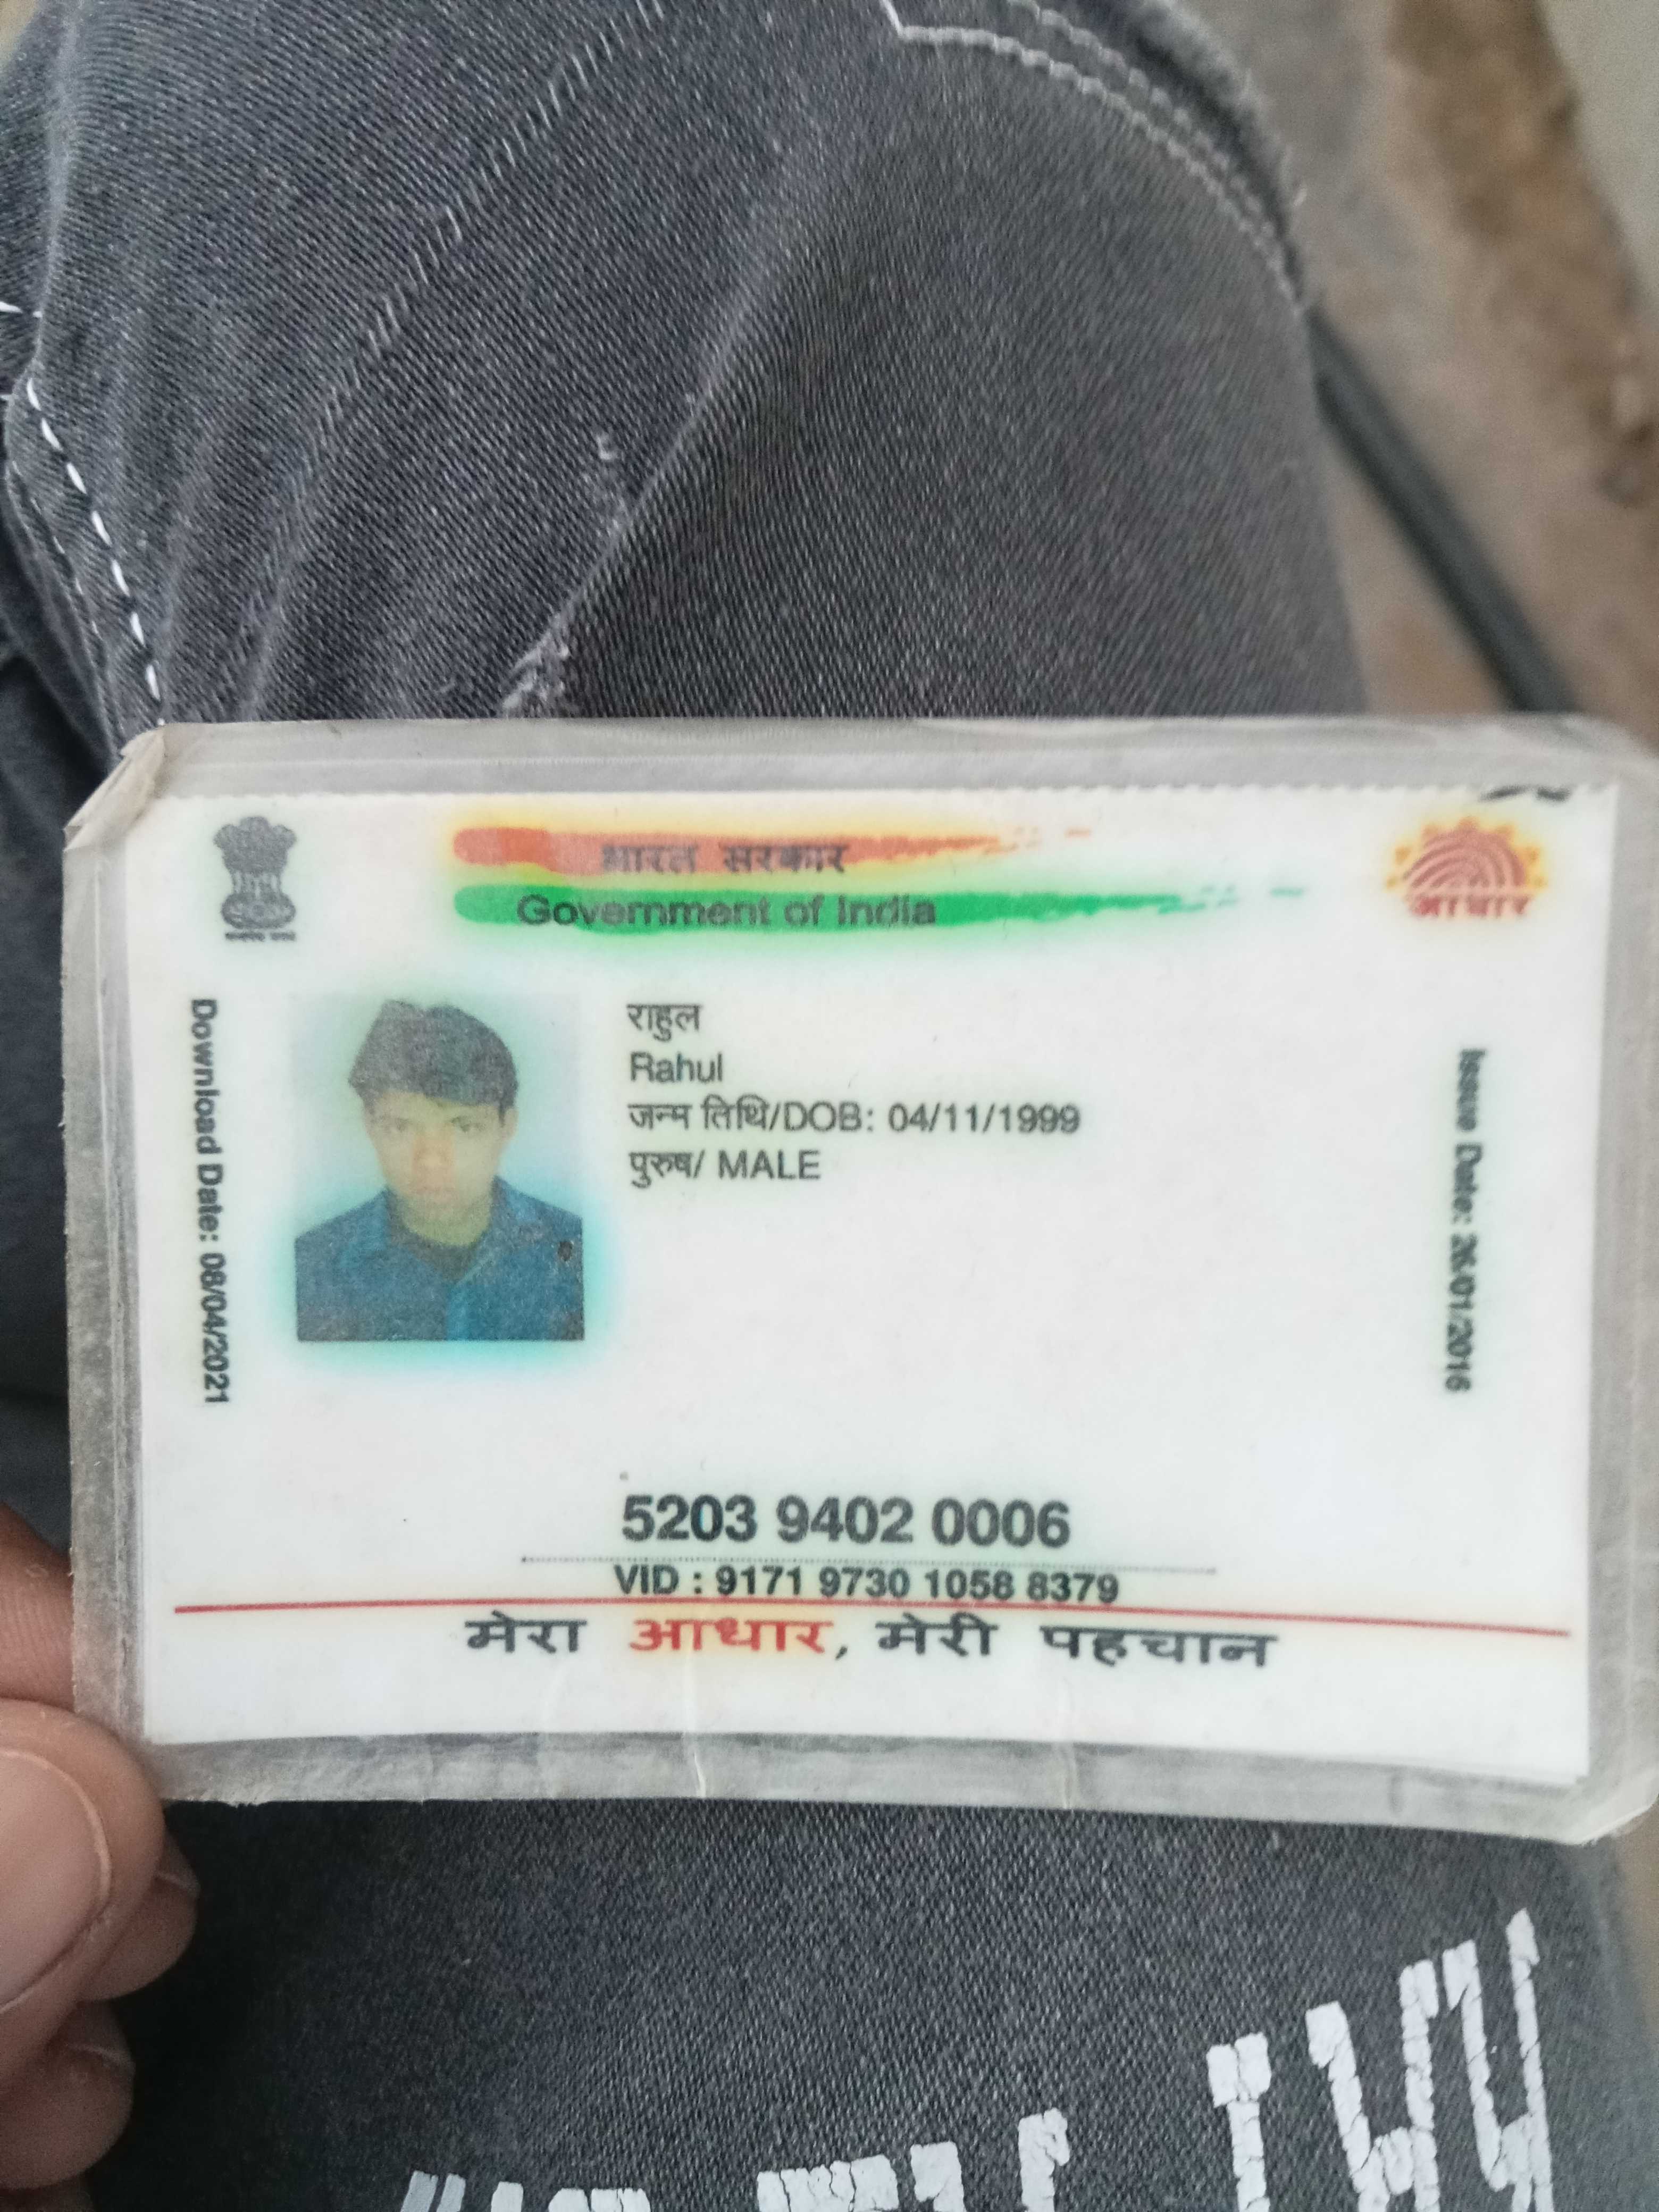 भारत सरकार
Government of India
आधार
Download Date: 08/04/2021
राहुल
Rahul
जन्म तिथि/DOB: 04/11/1999
पुरुष/ MALE
Issue Date: 26/01/2016
5203 9402 0006
VID : 9171 9730 1058 8379
मेरा आधार, मेरी पहचान